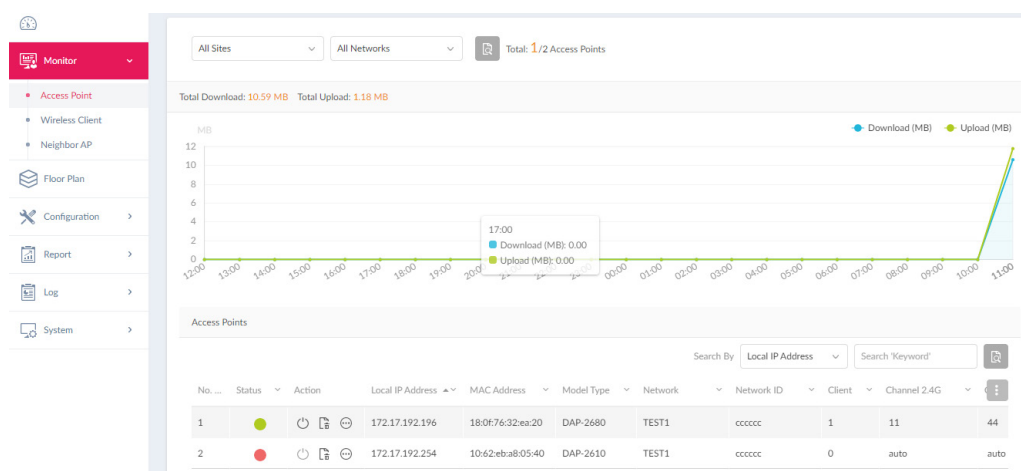 All Sites
All Networks
Total: 1/2 Access Points
Monitor
Access Point
Wireless Client
Neighbor AP
Floor Plan
Configuration
Report
Log
System
Total Download: 10.59 MB Total Upload: 1.18 MB
Download (MB) Upload (MB)
MB
12
10
8
6
4
2
0
17:00
Download (MB): 0.00
Upload (MB): 0.00
12:00 13:00 14:00 15:00 16:00 17:00 18:00 19:00 00:00 01:00 02:00 03:00 04:00 05:00 06:00 07:00 08:00 09:00 10:00 11:00
Access Points
Search By Local IP Address Search 'Keyword'
No. ... Status Action Local IP Address MAC Address Model Type Network Network ID Client Channel 2.4G
1 172.17.192.196 18:0f:76:32:ea:20 DAP-2680 TEST1 cccccc 1 11 44
2 172.17.192.254 10:62:eb:a8:05:40 DAP-2610 TEST1 cccccc 0 auto auto